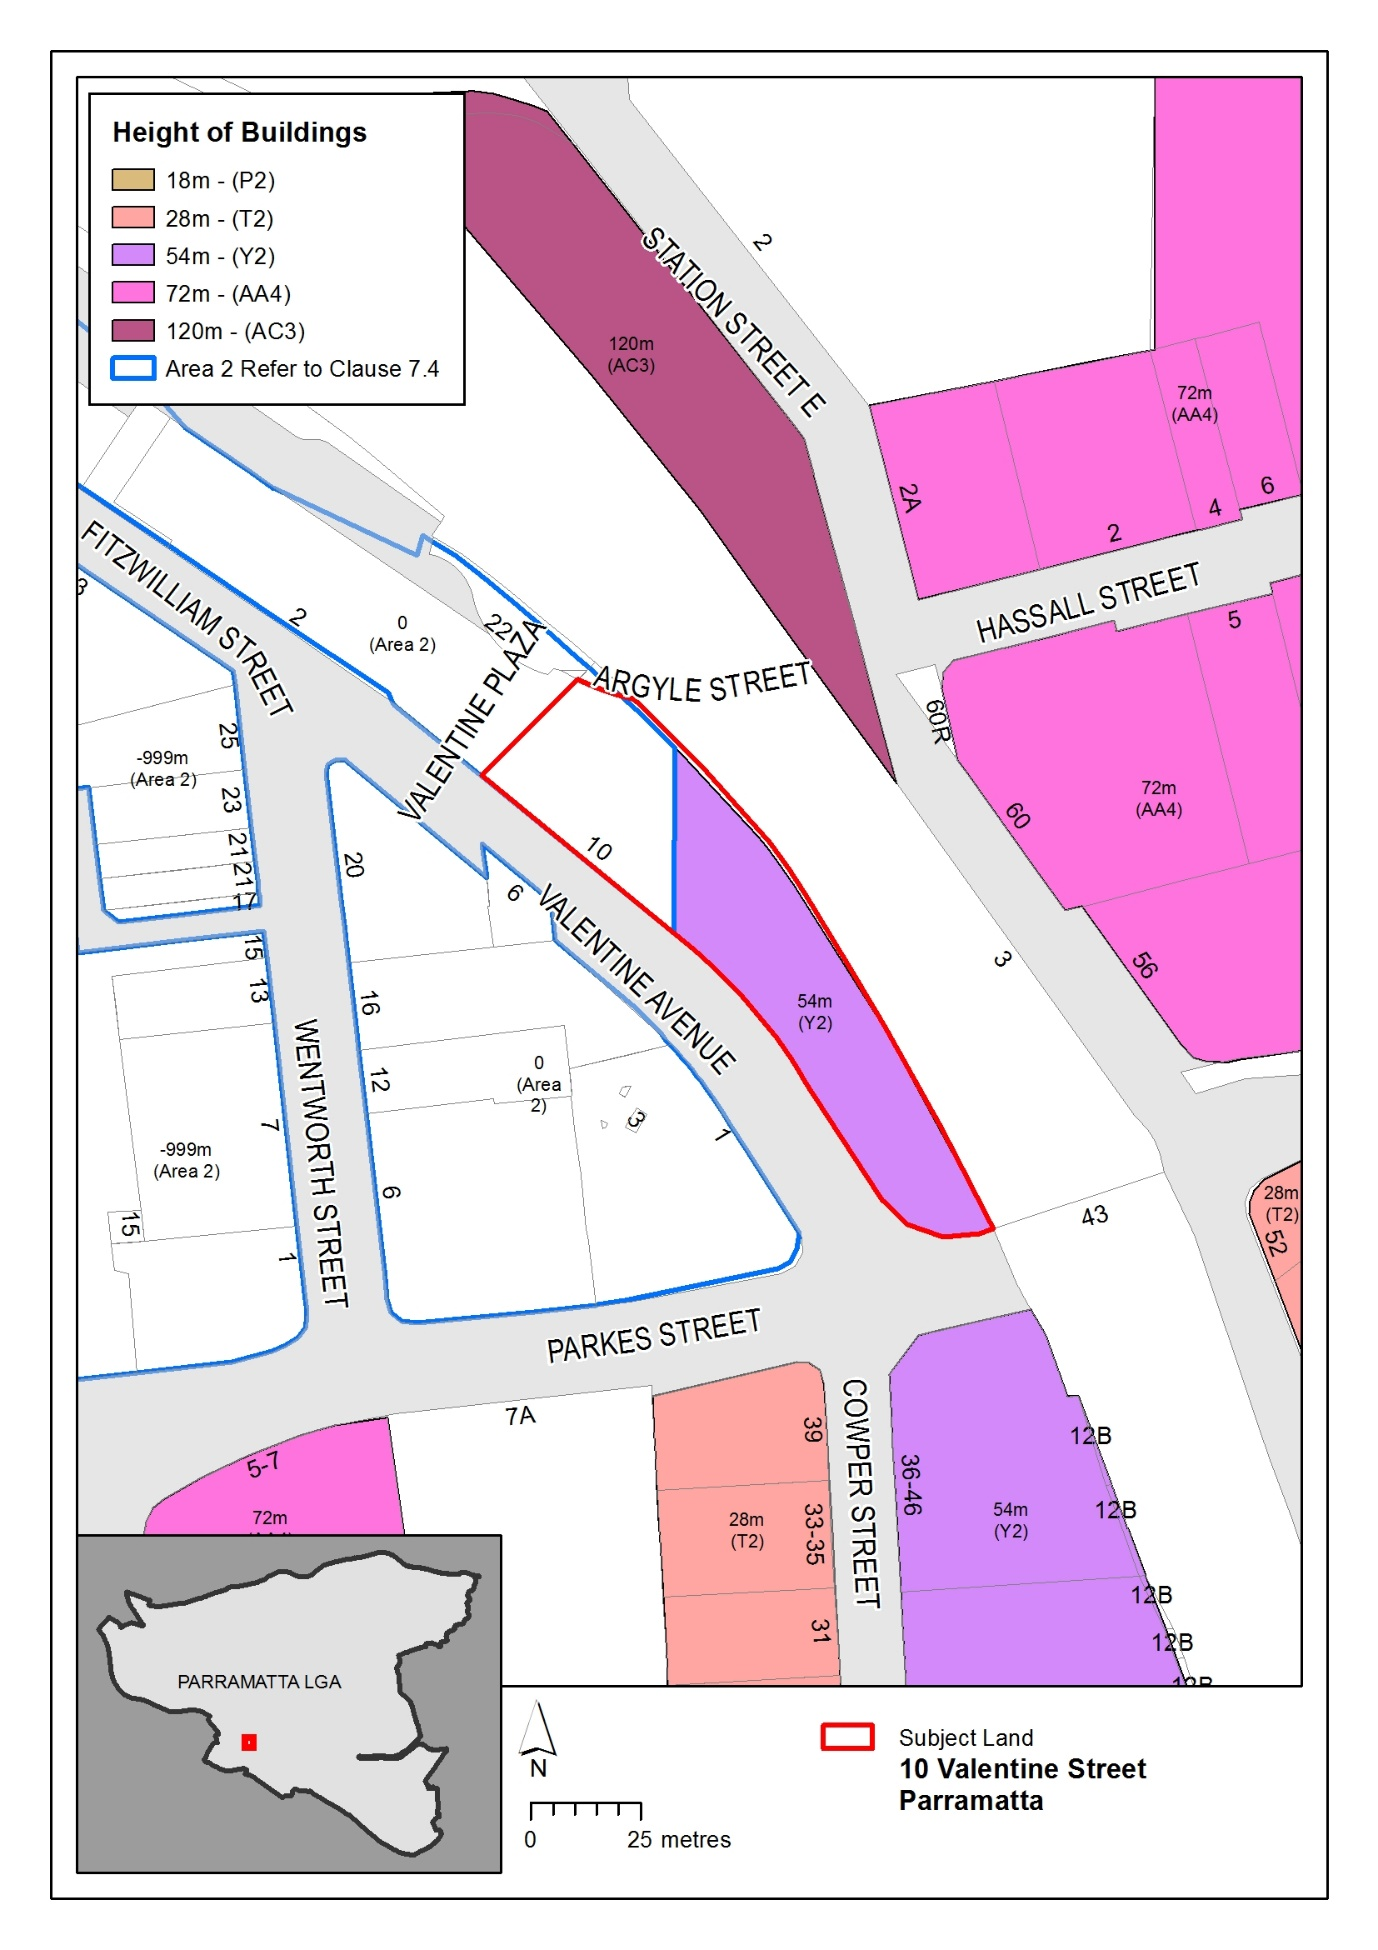 Height of Buildings
18m - (P2)
28m - (T2)
54m - (Y2)
72m - (AA4)
120m - (AC3)
Area 2 Refer to Clause 7.4
2
STATION STREET E
120m
(AC3)
72m
(AA4)
2A
2
4
6
HASSALL STREET
5
FITZWILLIAM STREET
3
2
0
(Area 2)
22
VALENTINE PLAZA
ARGYLE STREET
60R
60
72m
(AA4)
56
25
-999m
(Area 2)
23
21
21
17
20
10
6
VALENTINE AVENUE
54m
(Y2)
3
15
13
16
WENTWORTH STREET
12
0
(Area
2)
3
1
7
-999m
(Area 2)
6
15
1
43
28m
(T2)
52
PARKES STREET
7A
5-7
72m
39
COWPER STREET
36-46
12B
28m
(T2)
33-35
54m
(Y2)
12B
12B
31
12B
12B
PARRAMATTA LGA
N
0
25 metres
Subject Land
10 Valentine Street
Parramatta